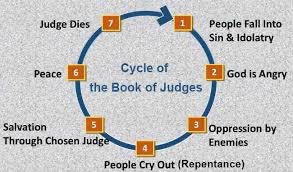 Cycle of
the Book of Judges
1
People Fall Into
Sin & Idolatry
2
God is Angry
3
Oppression by
Enemies
4
People Cry Out (Repentance)
5
Salvation
Through Chosen Judge
6
Peace
7
Judge Dies